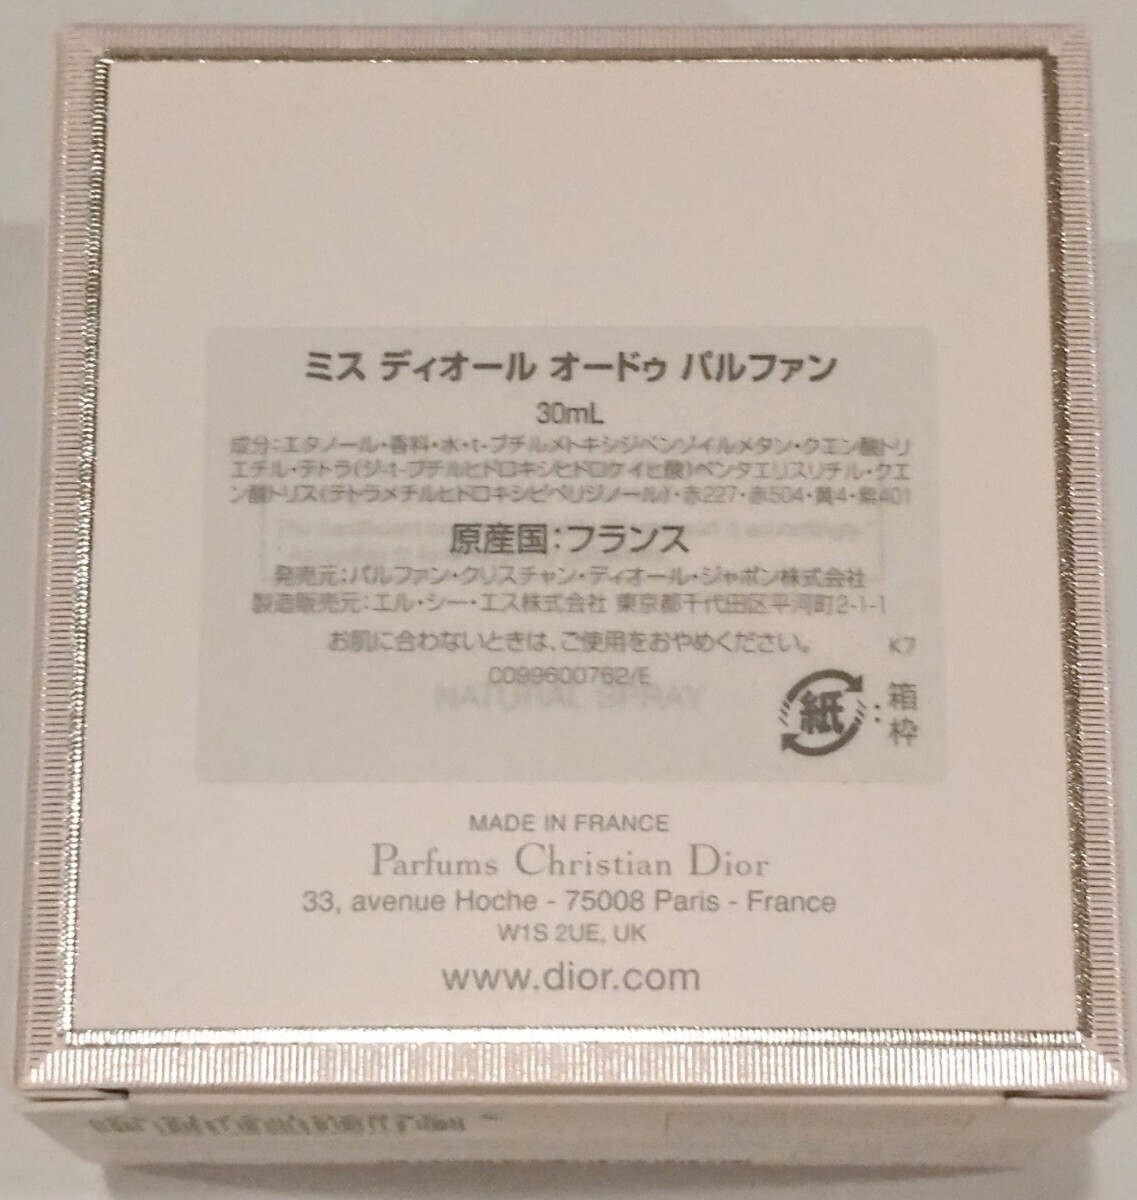 ミス ディオール オードゥ パルファン
30mL
成分:エタノール・香料・水・t-ブチルメトキシジベンゾイルメタン・クエン酸トリ
エチル・テトラ(ジ-t-ブチルヒドロキシヒドロケイヒ酸)ペンタエリスリチル・クエ
ン酸トリス(テトラメチルヒドロキシピペリジノール)・赤227・赤504・黄4・紫401
原産国:フランス
発売元:パルファン・クリスチャン・ディオール・ジャポン株式会社
製造販売元:エル・シー・エス株式会社 東京都千代田区平河町2-1-1
お肌に合わないときは、ご使用をおやめください。 K7
C099600762/E
NATURAL SPRAY
紙:箱
枠
MADE IN FRANCE
Parfums Christian Dior
33, avenue Hoche - 75008 Paris - France
W1S 2UE, UK
www.dior.com